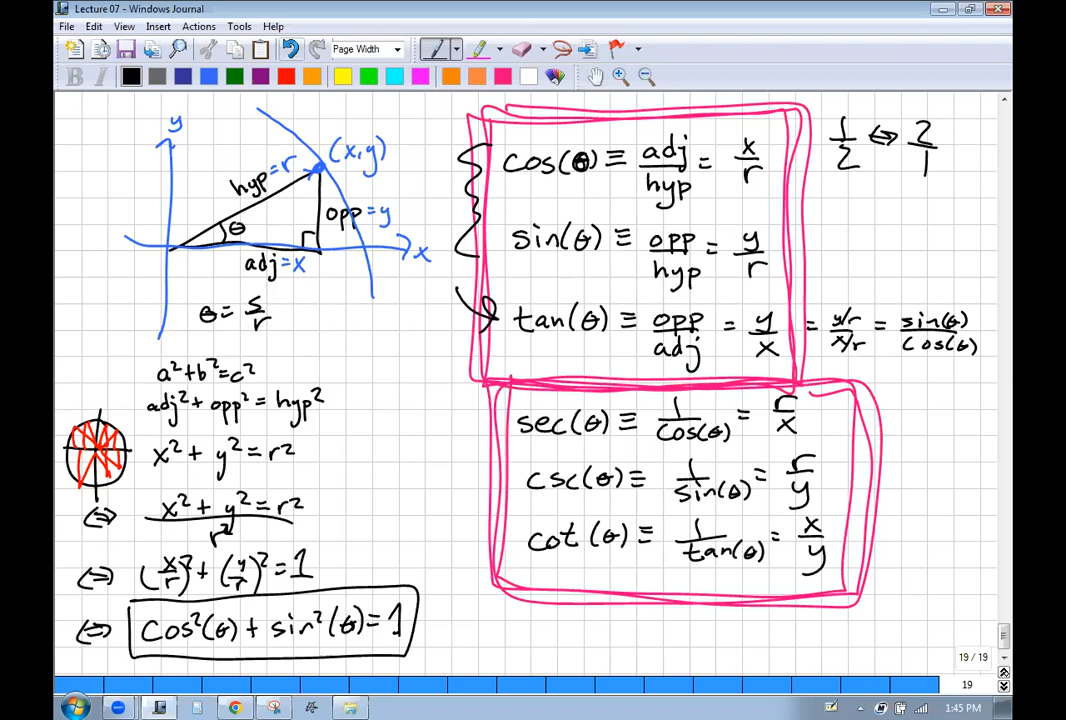 Lecture 07 - Windows Journal
File Edit View Insert Actions Tools Help
Page Width
B I
y
(x,y)
hyp=r
θ
opp=y
adj=x
x
θ = s/r
a²+b²=c²
adj²+opp²=hyp²
x²+y²=r²
⇔ x²+y²=r² / r²
⇔ (x/r)²+(y/r)²=1
⇔ cos²(θ)+sin²(θ)=1
cos(θ) ≡ adj/hyp = x/r
1/2 ⇔ 2/1
sin(θ) ≡ opp/hyp = y/r
tan(θ) ≡ opp/adj = y/x = y/r / x/r = sin(θ)/cos(θ)
sec(θ) ≡ 1/cos(θ) = r/x
csc(θ) ≡ 1/sin(θ) = r/y
cot(θ) ≡ 1/tan(θ) = x/y
19 / 19
19
1:45 PM